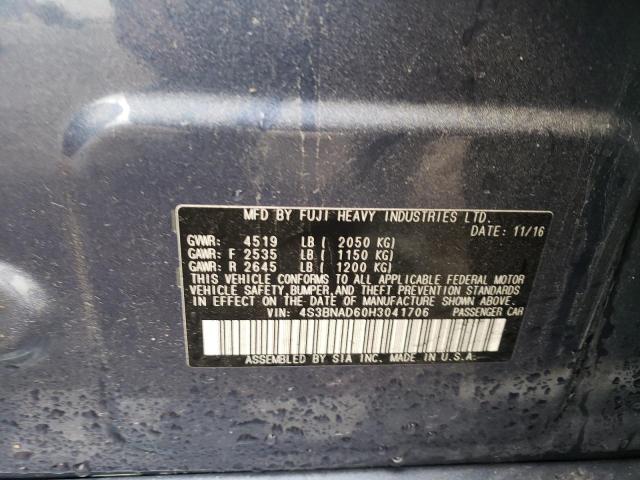 MFD BY FUJI HEAVY INDUSTRIES LTD.
DATE: 11/16
GVWR: 4519 LB ( 2050 KG)
GAWR: F 2535 LB ( 1150 KG)
GAWR: R 2645 LB ( 1200 KG)
THIS VEHICLE CONFORMS TO ALL APPLICABLE FEDERAL MOTOR
VEHICLE SAFETY, BUMPER, AND THEFT PREVENTION STANDARDS
IN EFFECT ON THE DATE OF MANUFACTURE SHOWN ABOVE.
VIN: 4S3BNAD60H3041706 PASSENGER CAR
ASSEMBLED BY SIA INC. MADE IN U.S.A.